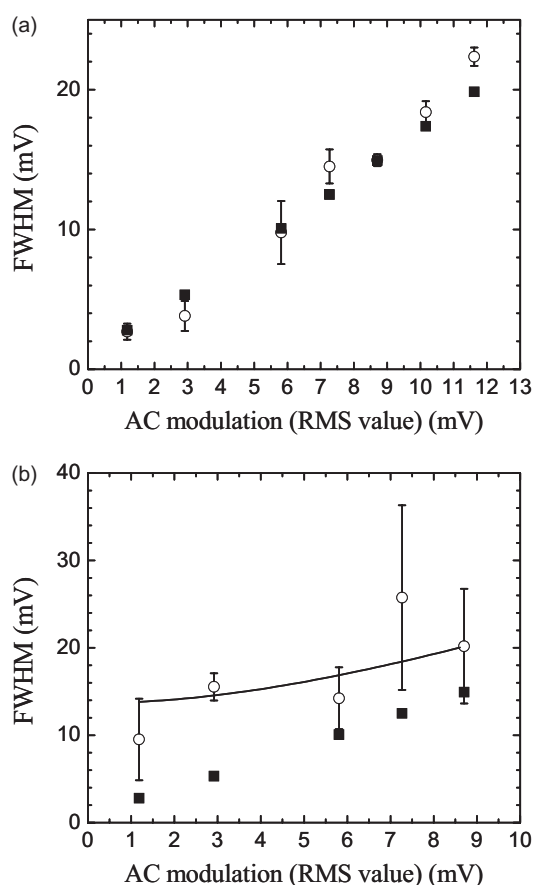 (a)
20
10
0
FWHM (mV)
0 1 2 3 4 5 6 7 8 9 10 11 12 13
AC modulation (RMS value) (mV)
(b)
40
30
20
10
0
FWHM (mV)
0 1 2 3 4 5 6 7 8 9 10
AC modulation (RMS value) (mV)